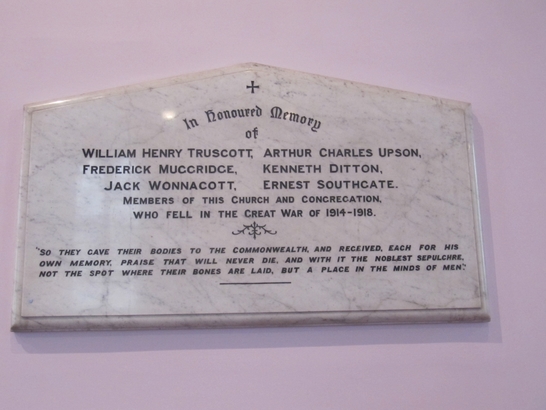 In Honoured Memory
of
WILLIAM HENRY TRUSCOTT, ARTHUR CHARLES UPSON,
FREDERICK MUGGRIDGE, KENNETH DITTON,
JACK WONNACOTT, ERNEST SOUTHGATE.
MEMBERS OF THIS CHURCH AND CONGREGATION,
WHO FELL IN THE GREAT WAR OF 1914-1918.
"SO THEY GAVE THEIR BODIES TO THE COMMONWEALTH, AND RECEIVED, EACH FOR HIS
OWN MEMORY, PRAISE THAT WILL NEVER DIE, AND WITH IT THE NOBLEST SEPULCHRE,
NOT THE SPOT WHERE THEIR BONES ARE LAID, BUT A PLACE IN THE MINDS OF MEN."